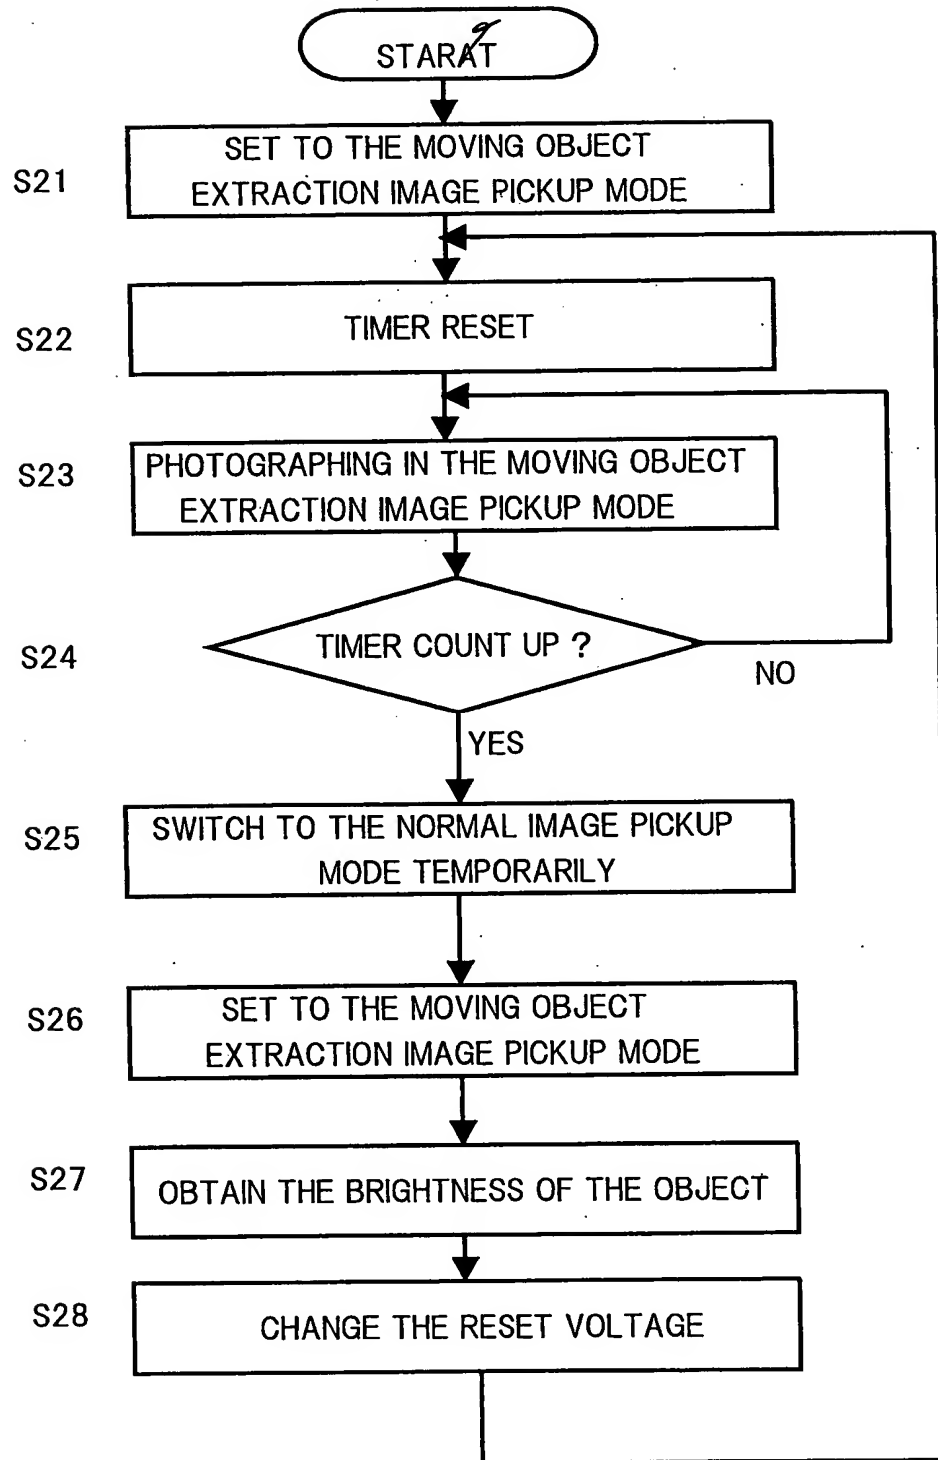 STARAT
SET TO THE MOVING OBJECT
S21
EXTRACTION IMAGE PICKUP MODE
TIMER RESET
S22
PHOTOGRAPHING IN THE MOVING OBJECT
S23
EXTRACTION IMAGE PICKUP MODE
TIMER COUNT UP ?
S24
NO
YES
SWITCH TO THE NORMAL IMAGE PICKUP
S25
MODE TEMPORARILY
SET TO THE MOVING OBJECT
S26
EXTRACTION IMAGE PICKUP MODE
S27
OBTAIN THE BRIGHTNESS OF THE OBJECT
S28
CHANGE THE RESET VOLTAGE